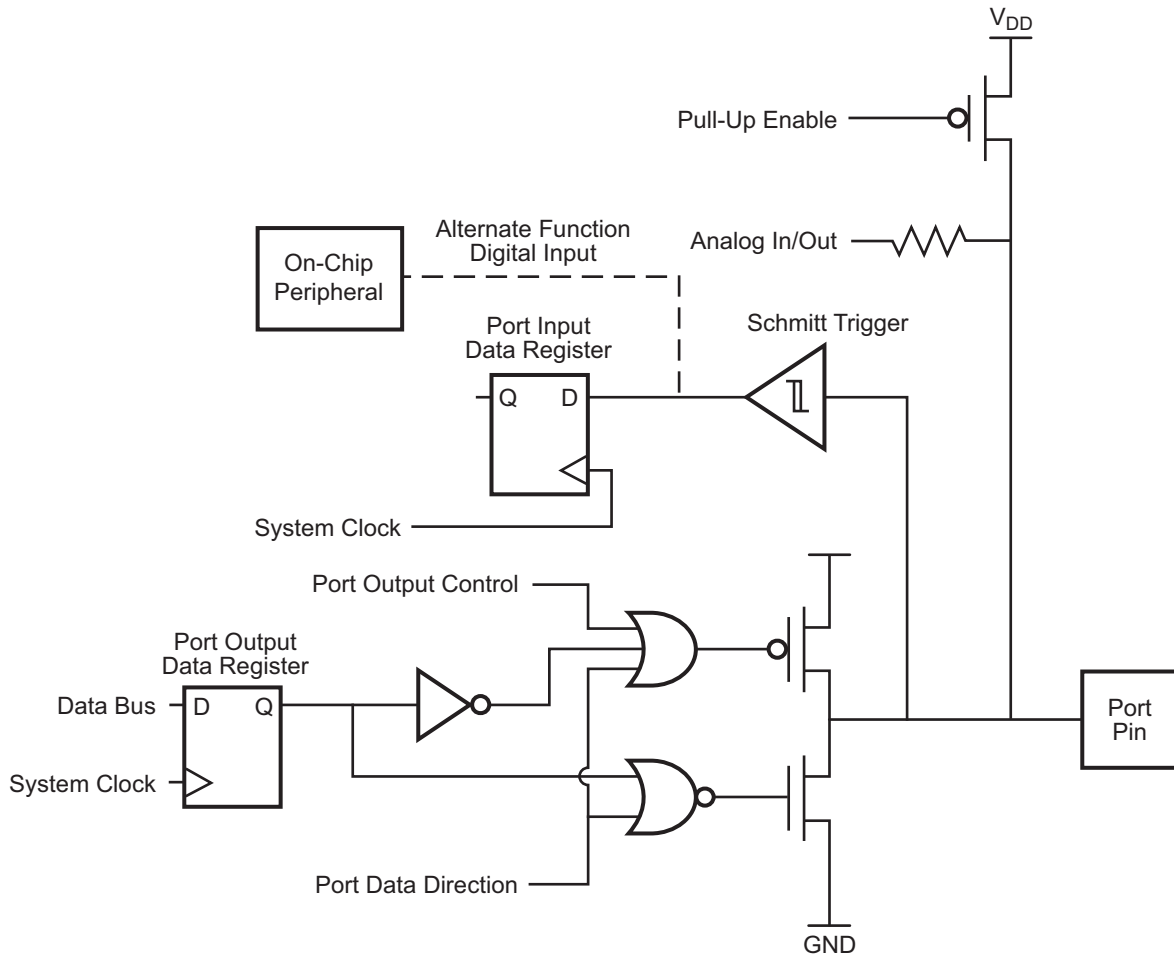 V_DD
Pull-Up Enable
Alternate Function
Digital Input
Analog In/Out
On-Chip
Peripheral
Schmitt Trigger
Port Input
Data Register
Q D
System Clock
Port Output Control
Port Output
Data Register
Data Bus
D Q
System Clock
Port
Pin
Port Data Direction
GND